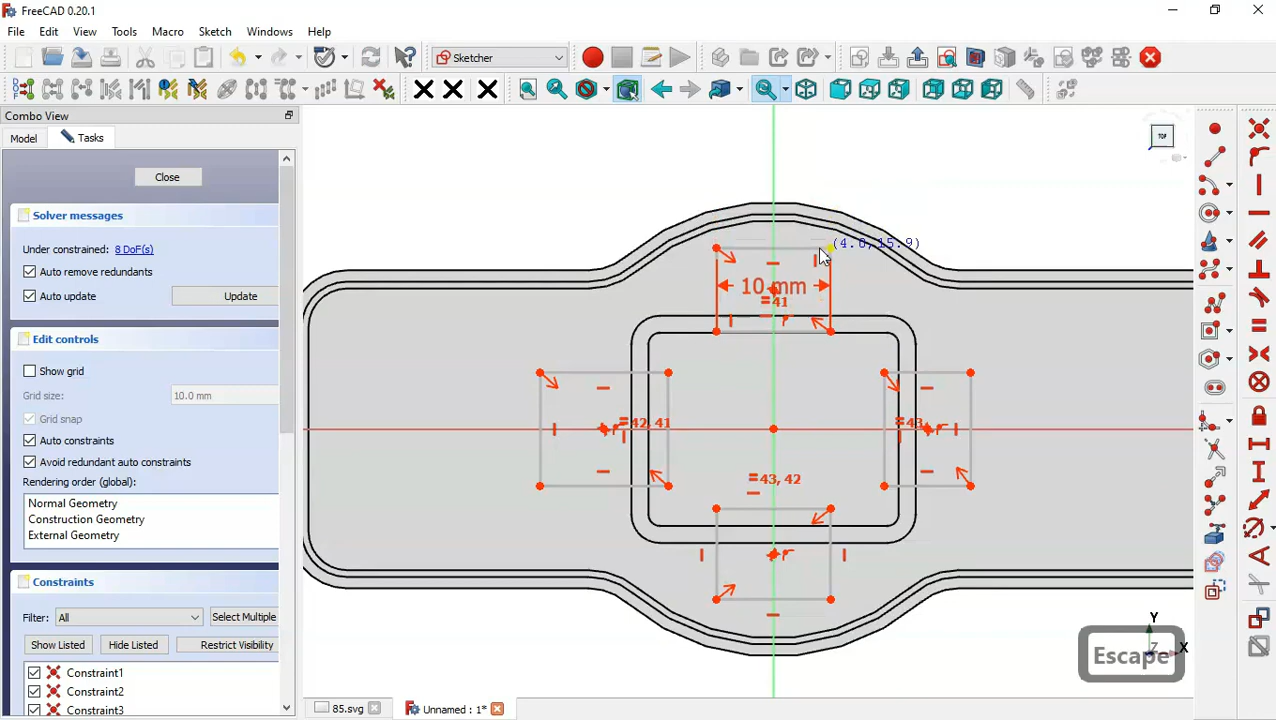 FreeCAD 0.20.1
File Edit View Tools Macro Sketch Windows Help
Sketcher
Combo View
Model Tasks
Close
Solver messages
Under constrained: 8 DoF(s)
Auto remove redundants
Auto update Update
Edit controls
Show grid
Grid size: 10.0 mm
Grid snap
Auto constraints
Avoid redundant auto constraints
Rendering order (global):
Normal Geometry
Construction Geometry
External Geometry
Constraints
Filter: All Select Multiple
Show Listed Hide Listed Restrict Visibility
Constraint1
Constraint2
Constraint3
TOP
(4.0,15.9)
10 mm
=41
=42, 41
=43,
=43, 42
Y
Z X
Escape
85.svg Unnamed : 1*